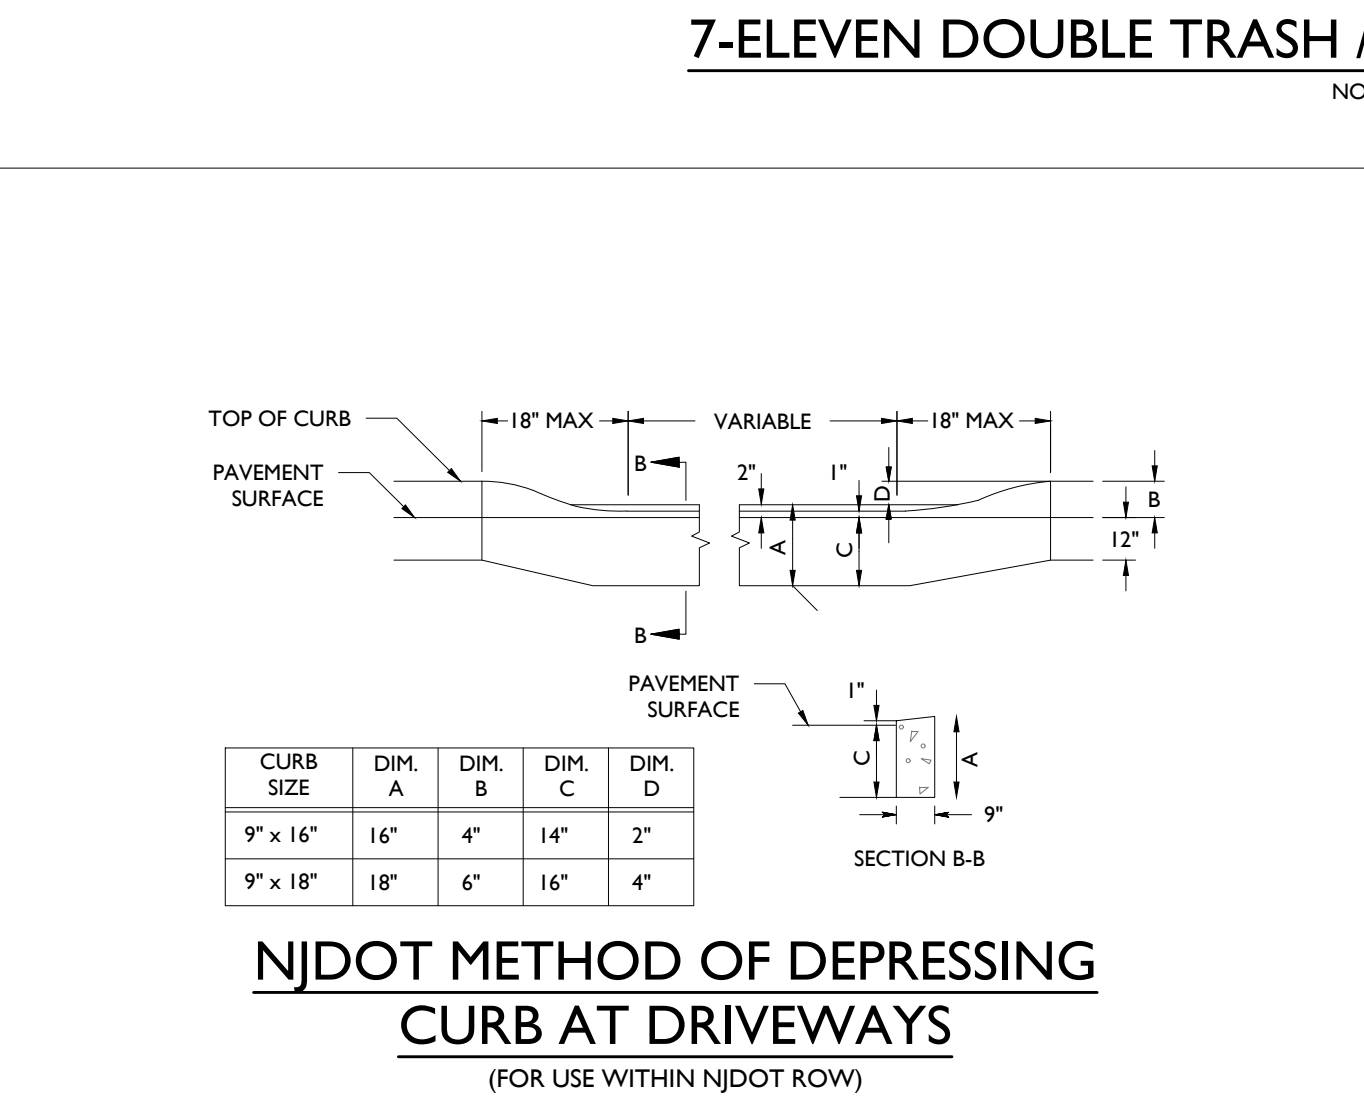 7-ELEVEN DOUBLE TRASH
NO
TOP OF CURB
18" MAX
VARIABLE
18" MAX
PAVEMENT
SURFACE
B
2"
1"
D
B
A
C
12"
B
PAVEMENT
SURFACE
1"
C
A
9"
SECTION B-B
CURB SIZE DIM. A DIM. B DIM. C DIM. D
9" x 16" 16" 4" 14" 2"
9" x 18" 18" 6" 16" 4"
NJDOT METHOD OF DEPRESSING
CURB AT DRIVEWAYS
(FOR USE WITHIN NJDOT ROW)